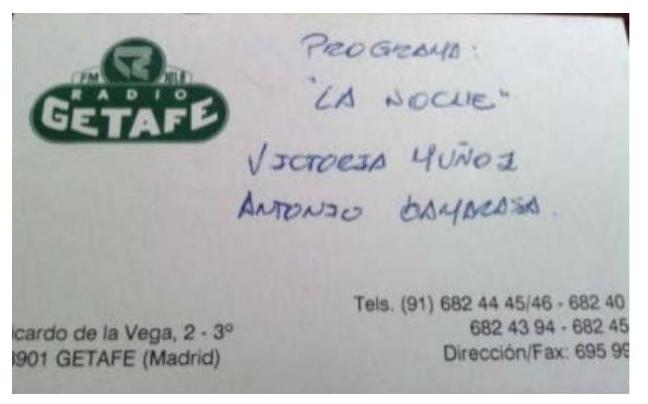 FM 101.8
RADIO
GETAFE
PROGRAMA:
"LA NOCHE"
VICTORIA MUÑOZ
ANTONIO
Tels. (91) 682 44 45/46 - 682 40
682 43 94 - 682 45
Dirección/Fax: 695 99
icardo de la Vega, 2 - 3º
8901 GETAFE (Madrid)